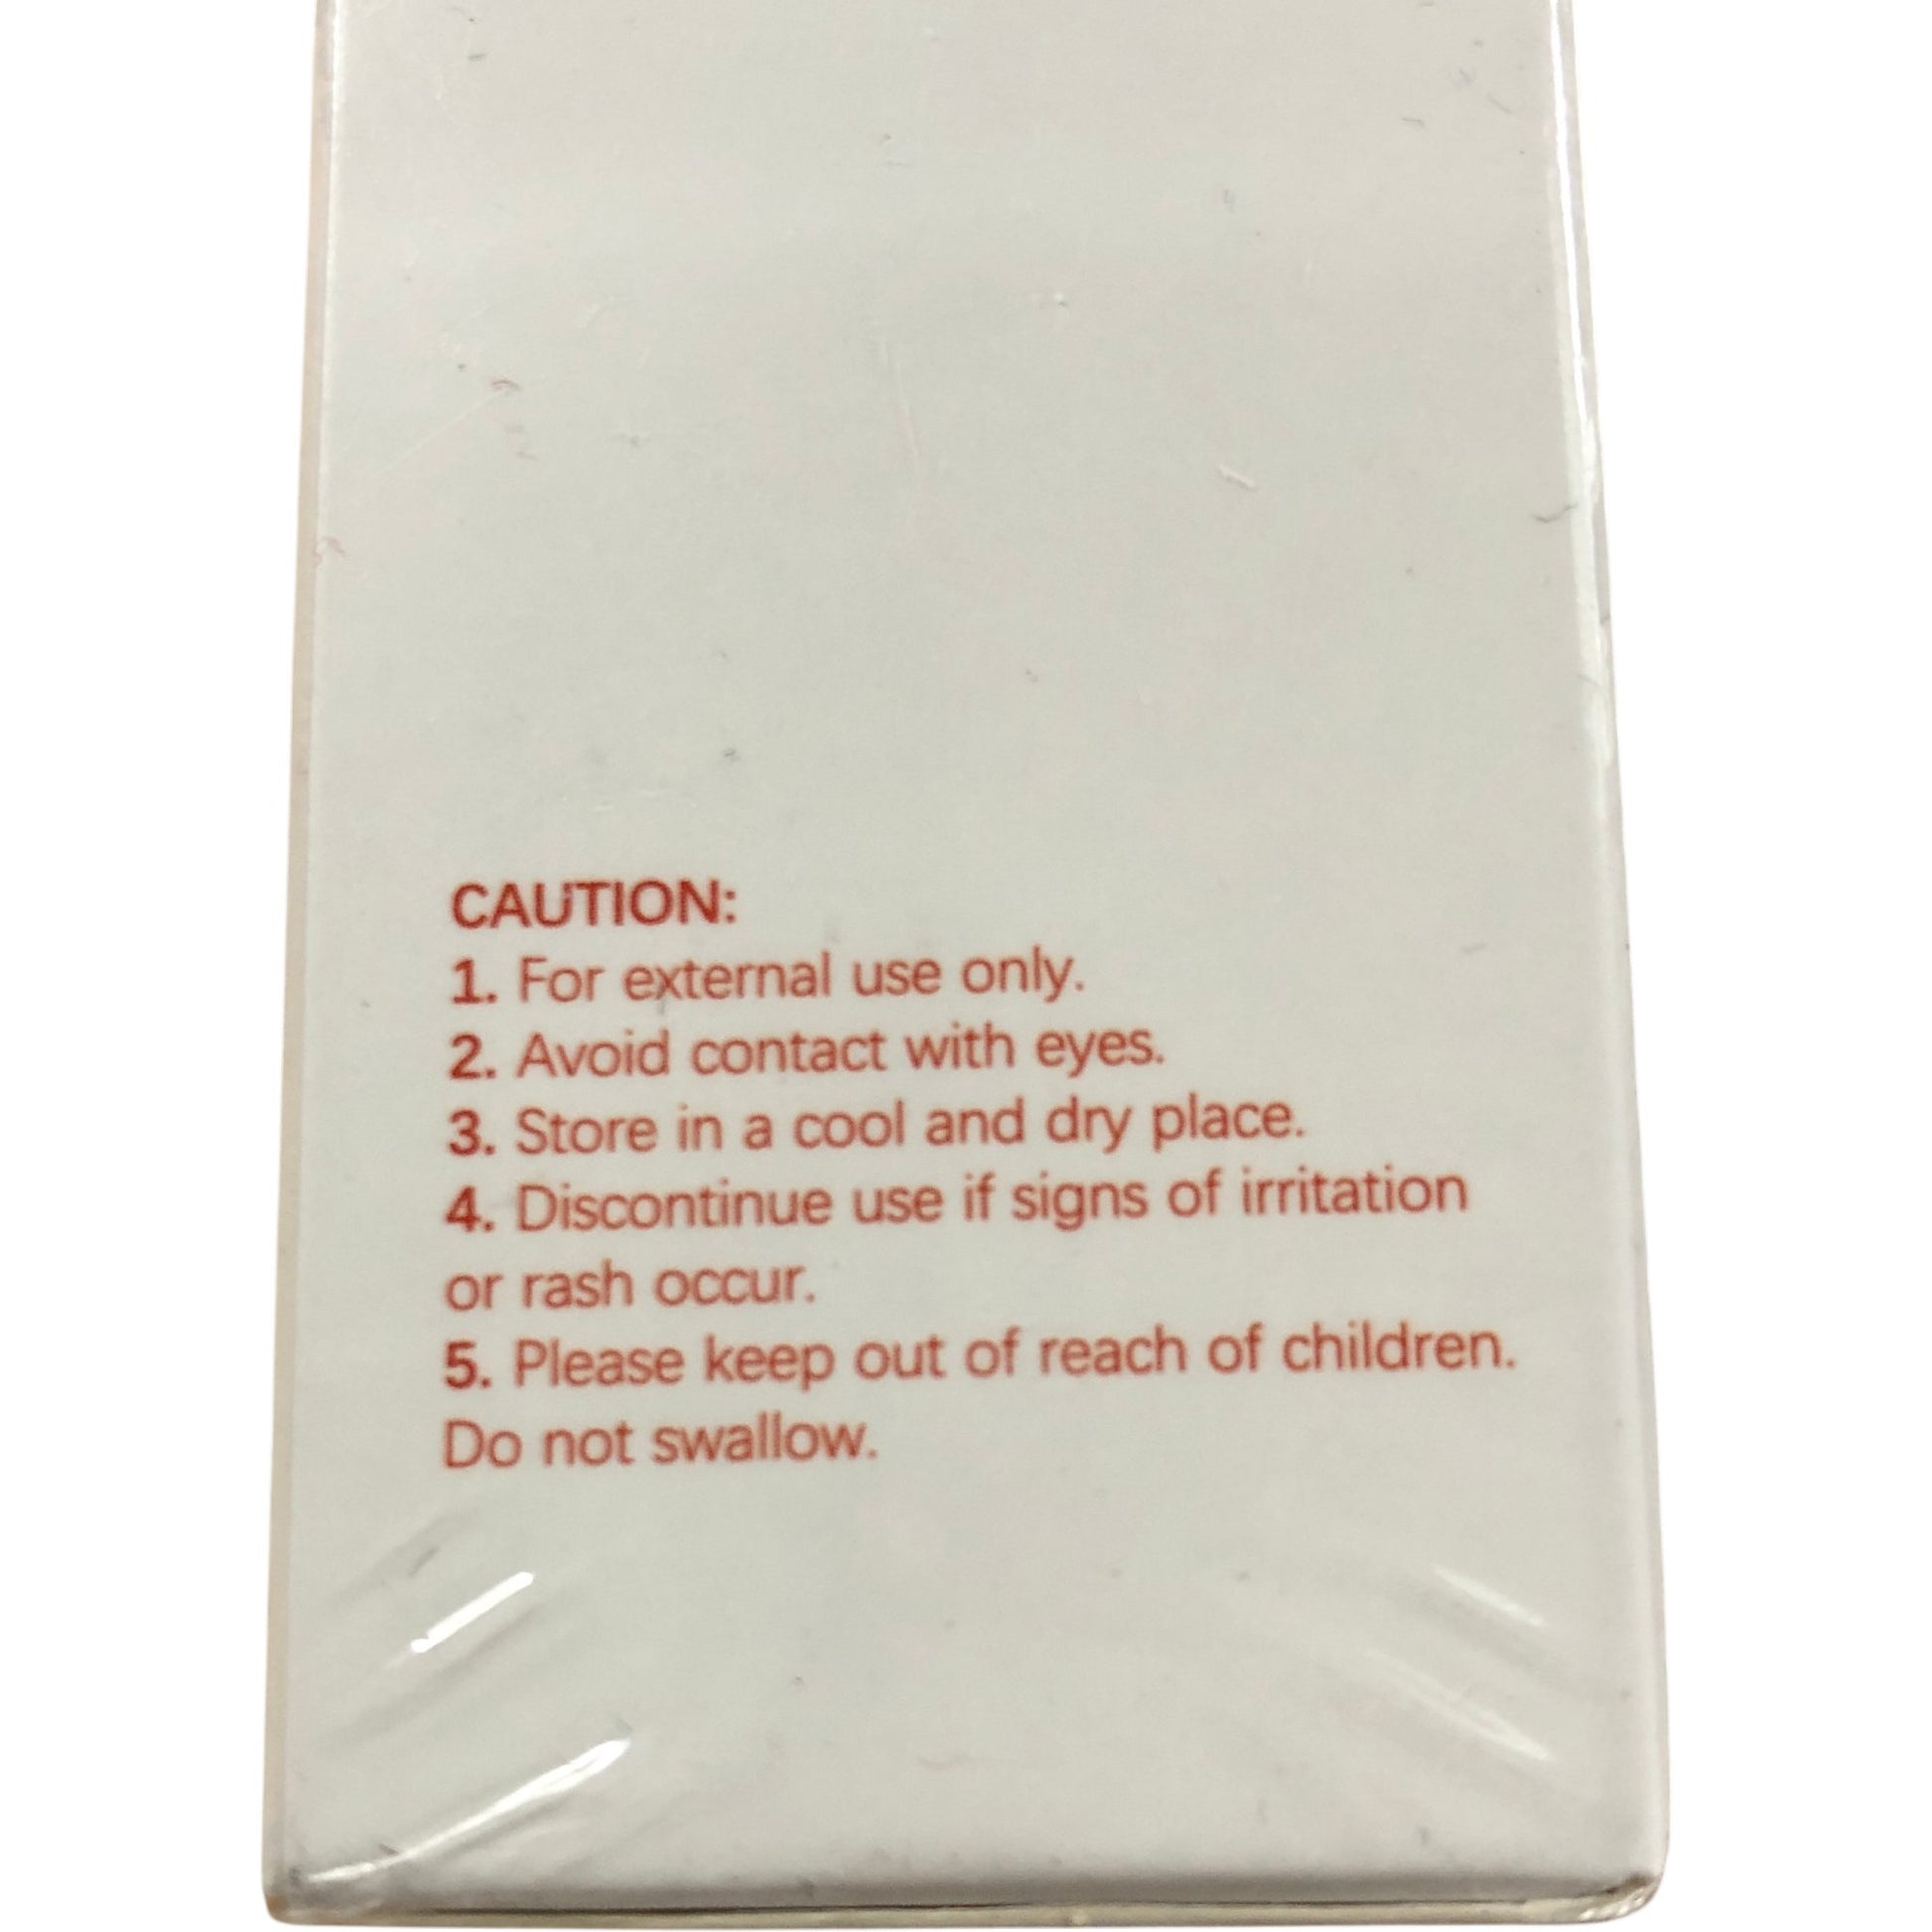 CAUTION:
1. For external use only.
2. Avoid contact with eyes.
3. Store in a cool and dry place.
4. Discontinue use if signs of irritation
or rash occur.
5. Please keep out of reach of children.
Do not swallow.